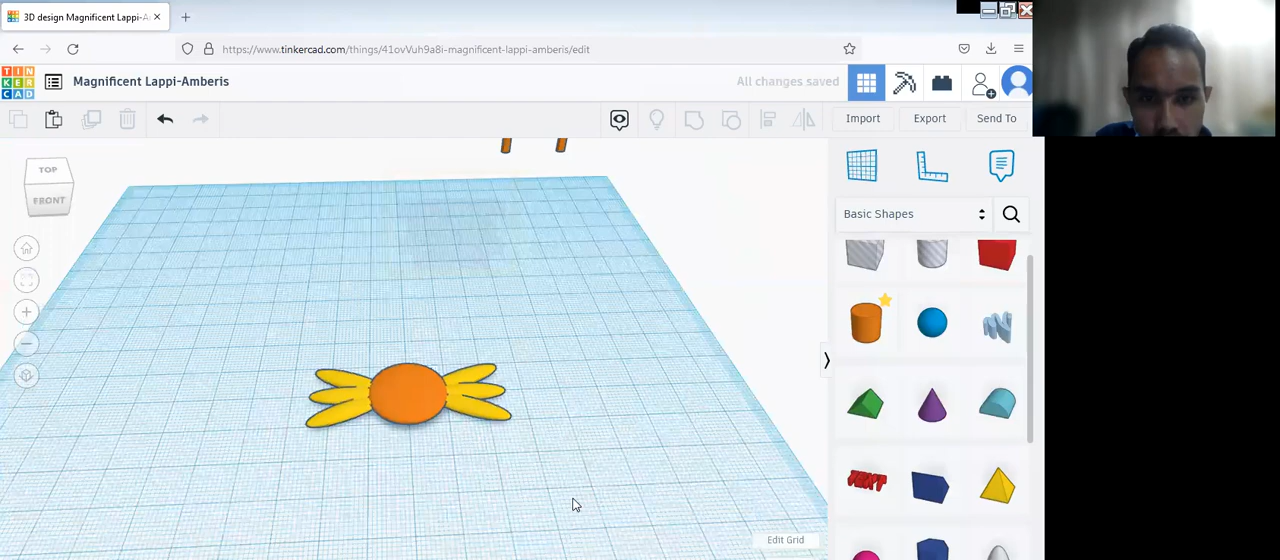 3D design Magnificent Lappi-A
https://www.tinkercad.com/things/41ovVuh9a8i-magnificent-lappi-amberis/edit
TIN
KER
CAD
Magnificent Lappi-Amberis
All changes saved
Import
Export
Send To
TOP
FRONT
Basic Shapes
TEXT
Edit Grid